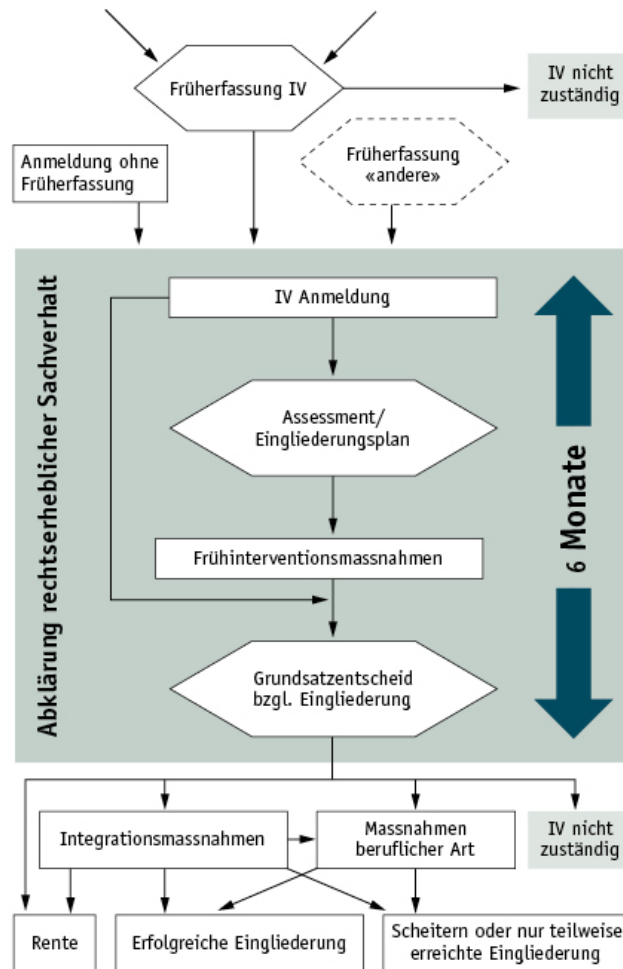 Früherfassung IV
IV nicht
zuständig
Anmeldung ohne
Früherfassung
Früherfassung
«andere»
Abklärung rechtserheblicher Sachverhalt
IV Anmeldung
Assessment/
Eingliederungsplan
Frühinterventionsmassnahmen
Grundsatzentscheid
bzgl. Eingliederung
6 Monate
Integrationsmassnahmen
Massnahmen
beruflicher Art
IV nicht
zuständig
Rente
Erfolgreiche Eingliederung
Scheitern oder nur teilweise
erreichte Eingliederung